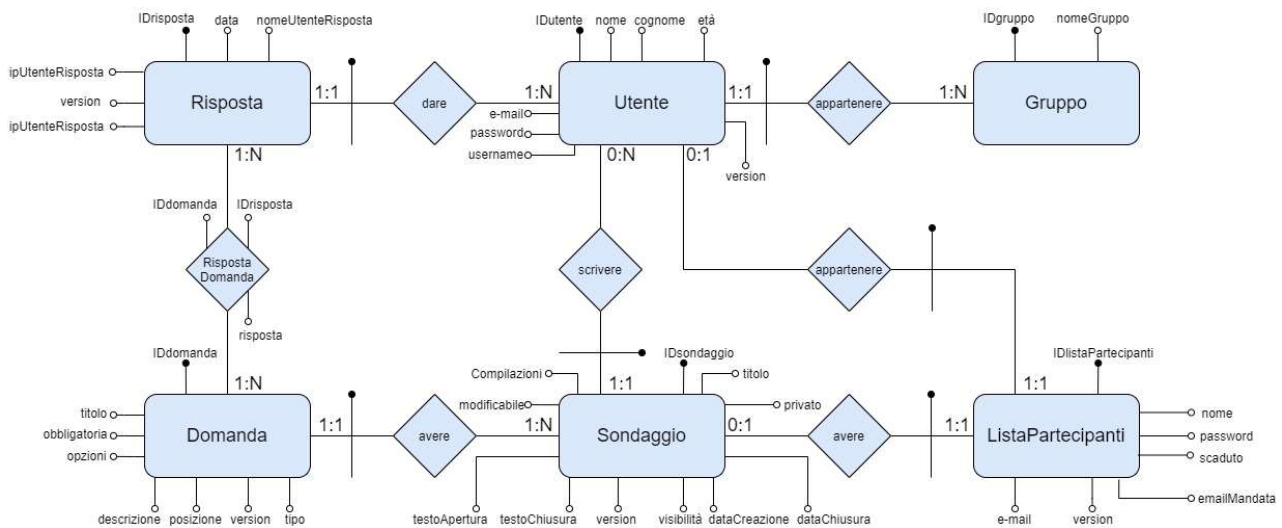 IDrisposta
data
nomeUtenteRisposta
IDutente
nome
cognome
età
IDgruppo
nomeGruppo
ipUtenteRisposta
version
ipUtenteRisposta
Risposta
1:1
dare
1:N
Utente
1:1
appartenere
1:N
Gruppo
e-mail
password
username
version
1:N
0:N
0:1
IDdomanda
IDrisposta
Risposta
Domanda
risposta
scrivere
appartenere
IDdomanda
IDsondaggio
IDlistaPartecipanti
Compilazioni
titolo
1:N
1:1
1:1
modificabile
privato
titolo
obbligatoria
opzioni
Domanda
1:1
avere
1:N
Sondaggio
0:1
avere
1:1
ListaPartecipanti
nome
password
scaduto
emailMandata
descrizione
posizione
version
tipo
testoApertura
testoChiusura
version
visibilità
dataCreazione
dataChiusura
e-mail
version